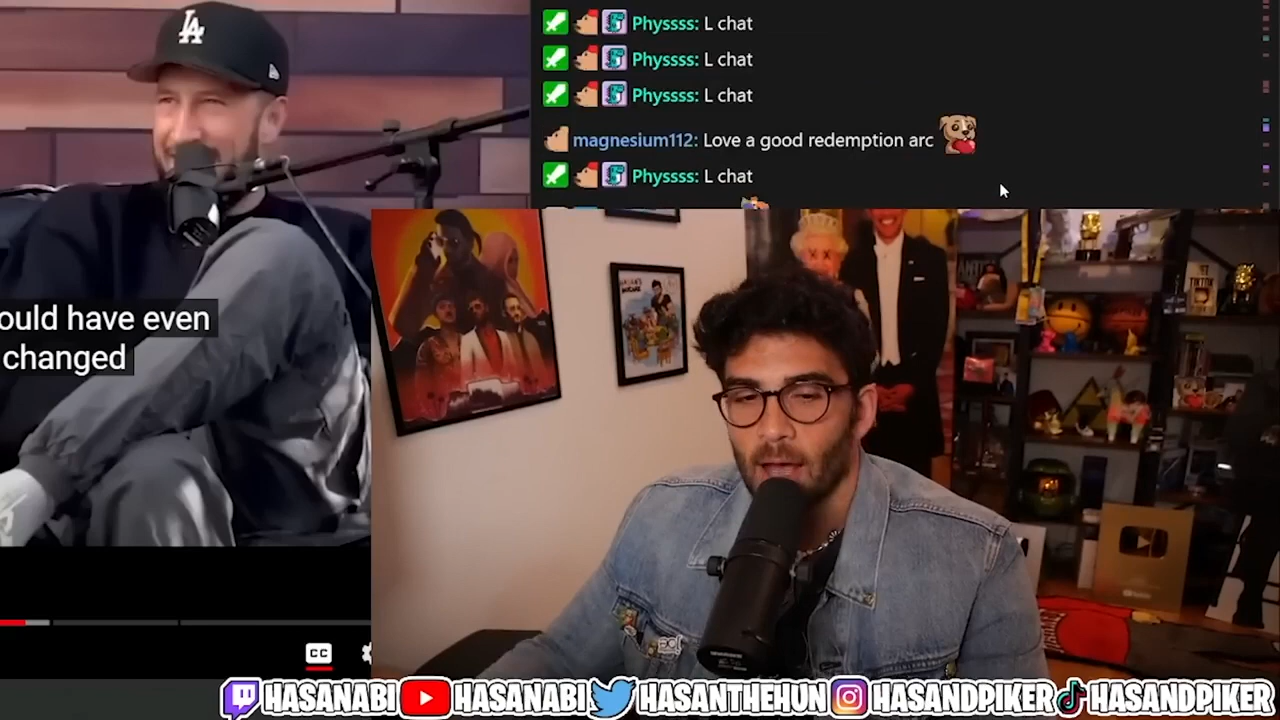 LA
Physsss: L chat
Physsss: L chat
Physsss: L chat
magnesium112: Love a good redemption arc
Physsss: L chat
ould have even
changed
CC
HASANABI HASANABI HASANTHEHUN HASANDPIKER HASANDPIKER